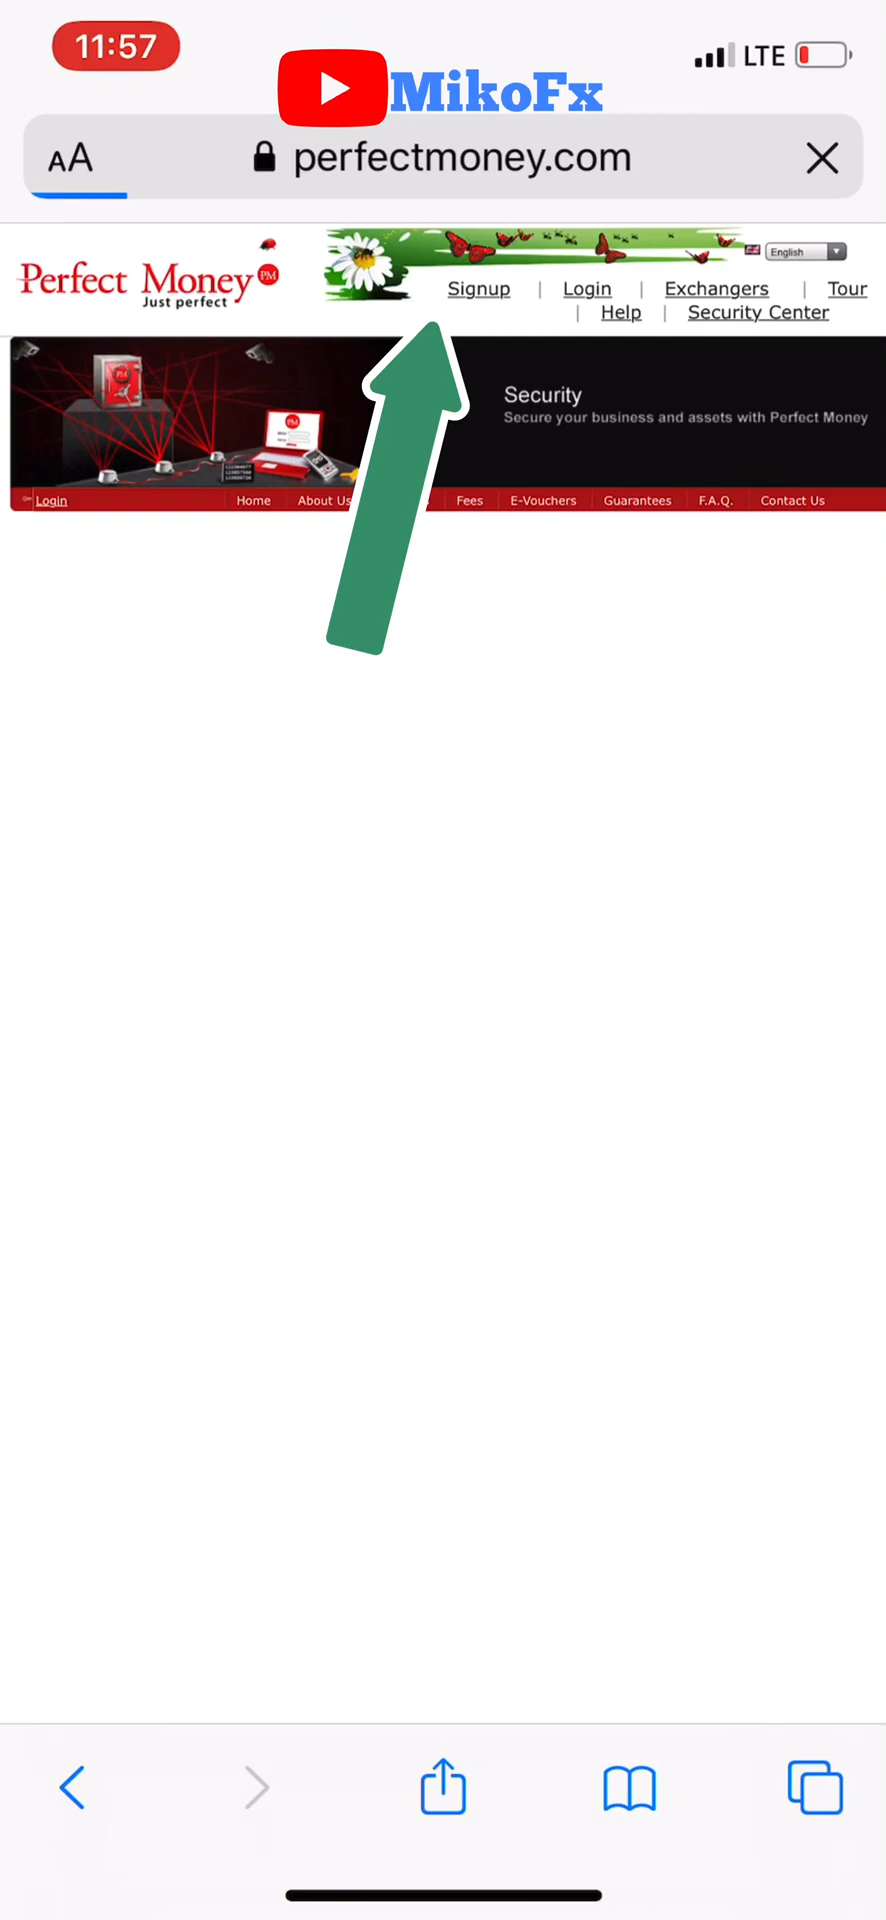 11:57
LTE
MikoFx
AA
perfectmoney.com
English
Perfect Money PM
Just perfect
Signup | Login | Exchangers | Tour
| Help | Security Center
Security
Secure your business and assets with Perfect Money
Login Home About Us Fees E-Vouchers Guarantees F.A.Q. Contact Us